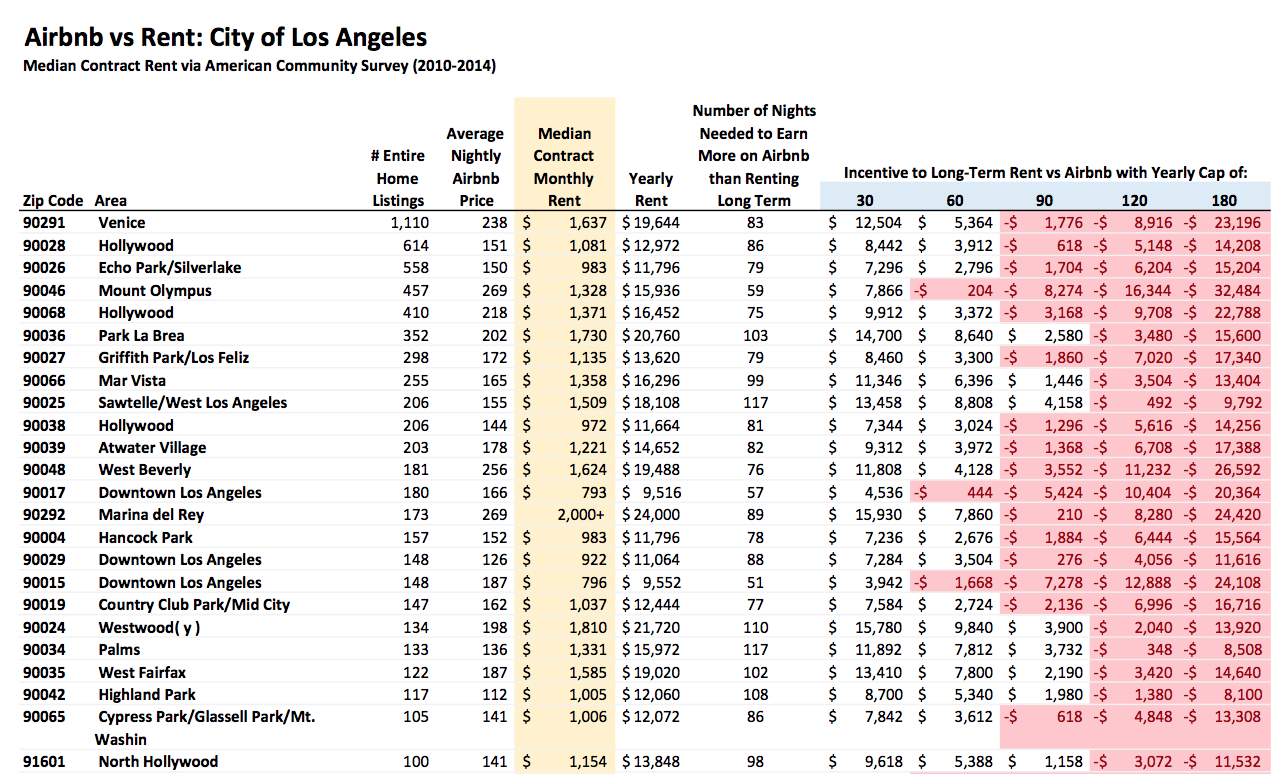 Airbnb vs Rent: City of Los Angeles
Median Contract Rent via American Community Survey (2010-2014)
Number of Nights
Average Median Needed to Earn
# Entire Nightly Contract More on Airbnb
Home Airbnb Monthly Yearly than Renting Incentive to Long-Term Rent vs Airbnb with Yearly Cap of:
Zip Code Area Listings Price Rent Rent Long Term 30 60 90 120 180
90291 Venice 1,110 238 $ 1,637 $ 19,644 83 $ 12,504 $ 5,364 -$ 1,776 -$ 8,916 -$ 23,196
90028 Hollywood 614 151 $ 1,081 $ 12,972 86 $ 8,442 $ 3,912 -$ 618 -$ 5,148 -$ 14,208
90026 Echo Park/Silverlake 558 150 $ 983 $ 11,796 79 $ 7,296 $ 2,796 -$ 1,704 -$ 6,204 -$ 15,204
90046 Mount Olympus 457 269 $ 1,328 $ 15,936 59 $ 7,866 -$ 204 -$ 8,274 -$ 16,344 -$ 32,484
90068 Hollywood 410 218 $ 1,371 $ 16,452 75 $ 9,912 $ 3,372 -$ 3,168 -$ 9,708 -$ 22,788
90036 Park La Brea 352 202 $ 1,730 $ 20,760 103 $ 14,700 $ 8,640 $ 2,580 -$ 3,480 -$ 15,600
90027 Griffith Park/Los Feliz 298 172 $ 1,135 $ 13,620 79 $ 8,460 $ 3,300 -$ 1,860 -$ 7,020 -$ 17,340
90066 Mar Vista 255 165 $ 1,358 $ 16,296 99 $ 11,346 $ 6,396 $ 1,446 -$ 3,504 -$ 13,404
90025 Sawtelle/West Los Angeles 206 155 $ 1,509 $ 18,108 117 $ 13,458 $ 8,808 $ 4,158 -$ 492 -$ 9,792
90038 Hollywood 206 144 $ 972 $ 11,664 81 $ 7,344 $ 3,024 -$ 1,296 -$ 5,616 -$ 14,256
90039 Atwater Village 203 178 $ 1,221 $ 14,652 82 $ 9,312 $ 3,972 -$ 1,368 -$ 6,708 -$ 17,388
90048 West Beverly 181 256 $ 1,624 $ 19,488 76 $ 11,808 $ 4,128 -$ 3,552 -$ 11,232 -$ 26,592
90017 Downtown Los Angeles 180 166 $ 793 $ 9,516 57 $ 4,536 -$ 444 -$ 5,424 -$ 10,404 -$ 20,364
90292 Marina del Rey 173 269 2,000+ $ 24,000 89 $ 15,930 $ 7,860 -$ 210 -$ 8,280 -$ 24,420
90004 Hancock Park 157 152 $ 983 $ 11,796 78 $ 7,236 $ 2,676 -$ 1,884 -$ 6,444 -$ 15,564
90029 Downtown Los Angeles 148 126 $ 922 $ 11,064 88 $ 7,284 $ 3,504 -$ 276 -$ 4,056 -$ 11,616
90015 Downtown Los Angeles 148 187 $ 796 $ 9,552 51 $ 3,942 -$ 1,668 -$ 7,278 -$ 12,888 -$ 24,108
90019 Country Club Park/Mid City 147 162 $ 1,037 $ 12,444 77 $ 7,584 $ 2,724 -$ 2,136 -$ 6,996 -$ 16,716
90024 Westwood( y ) 134 198 $ 1,810 $ 21,720 110 $ 15,780 $ 9,840 $ 3,900 -$ 2,040 -$ 13,920
90034 Palms 133 136 $ 1,331 $ 15,972 117 $ 11,892 $ 7,812 $ 3,732 -$ 348 -$ 8,508
90035 West Fairfax 122 187 $ 1,585 $ 19,020 102 $ 13,410 $ 7,800 $ 2,190 -$ 3,420 -$ 14,640
90042 Highland Park 117 112 $ 1,005 $ 12,060 108 $ 8,700 $ 5,340 $ 1,980 -$ 1,380 -$ 8,100
90065 Cypress Park/Glassell Park/Mt. 105 141 $ 1,006 $ 12,072 86 $ 7,842 $ 3,612 -$ 618 -$ 4,848 -$ 13,308
Washin
91601 North Hollywood 100 141 $ 1,154 $ 13,848 98 $ 9,618 $ 5,388 $ 1,158 -$ 3,072 -$ 11,532